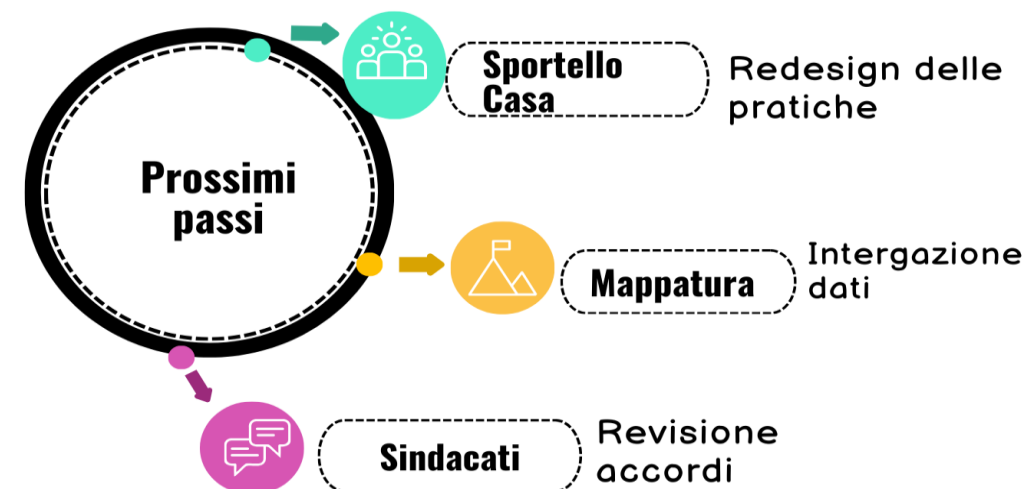 Prossimi
passi
Sportello
Casa
Redesign delle
pratiche
Mappatura
Intergazione
dati
Sindacati
Revisione
accordi